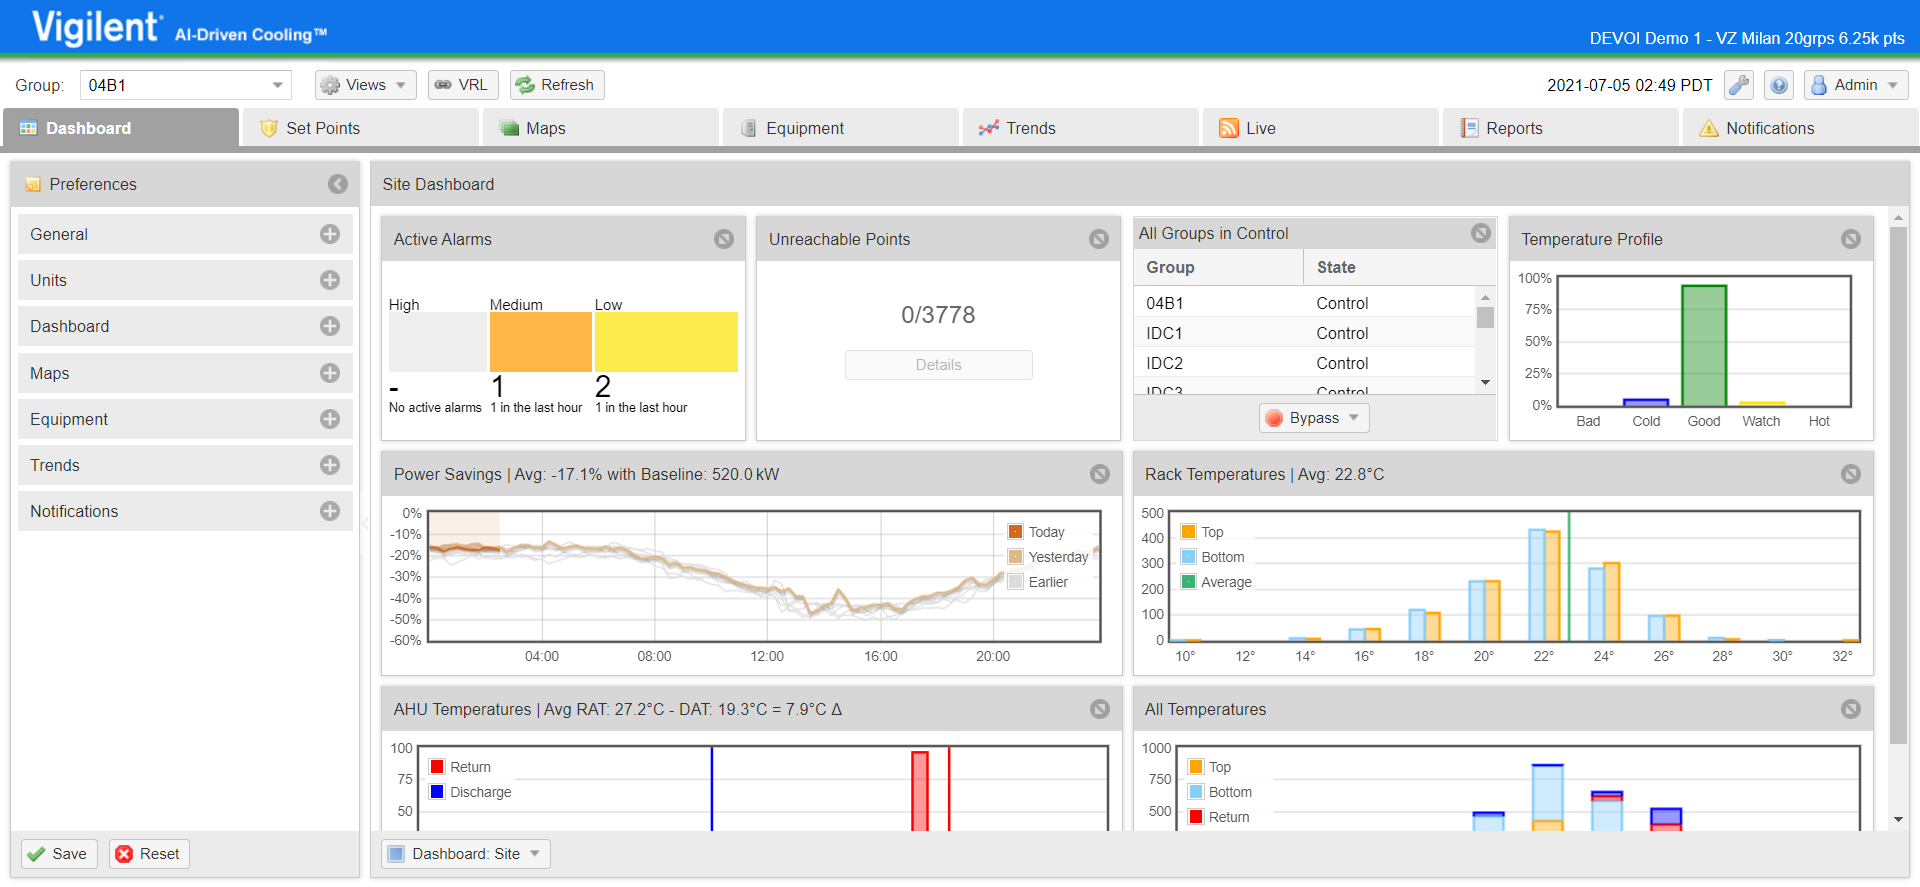 Vigilent AI-Driven Cooling™
DEVOI Demo 1 - VZ Milan 20grps 6.25k pts
Group: 04B1 Views VRL Refresh 2021-07-05 02:49 PDT Admin
Dashboard Set Points Maps Equipment Trends Live Reports Notifications
Preferences
General
Units
Dashboard
Maps
Equipment
Trends
Notifications
Save Reset
Site Dashboard
Active Alarms
High Medium Low
- 1 2
No active alarms 1 in the last hour 1 in the last hour
Unreachable Points
0/3778
Details
All Groups in Control
Group State
04B1 Control
IDC1 Control
IDC2 Control
IDC3 Control
Bypass
Temperature Profile
100%
75%
50%
25%
0%
Bad Cold Good Watch Hot
Power Savings | Avg: -17.1% with Baseline: 520.0 kW
0%
-10%
-20%
-30%
-40%
-50%
-60%
Today
Yesterday
Earlier
04:00 08:00 12:00 16:00 20:00
Rack Temperatures | Avg: 22.8°C
500
400
300
200
100
0
Top
Bottom
Average
10° 12° 14° 16° 18° 20° 22° 24° 26° 28° 30° 32°
AHU Temperatures | Avg RAT: 27.2°C - DAT: 19.3°C = 7.9°C Δ
100
75
50
Return
Discharge
All Temperatures
1000
750
500
Top
Bottom
Return
Dashboard: Site